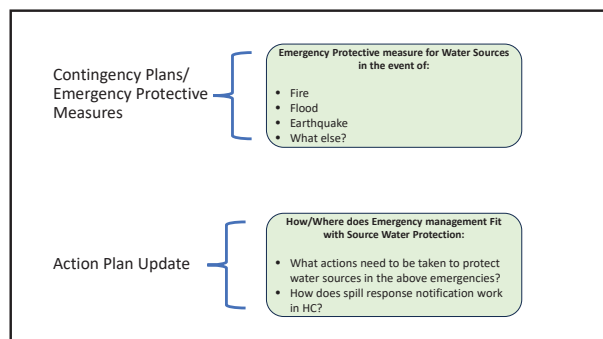 Contingency Plans/
Emergency Protective
Measures
Emergency Protective measure for Water Sources
in the event of:
• Fire
• Flood
• Earthquake
• What else?
Action Plan Update
How/Where does Emergency management Fit
with Source Water Protection:
• What actions need to be taken to protect
water sources in the above emergencies?
• How does spill response notification work
in HC?